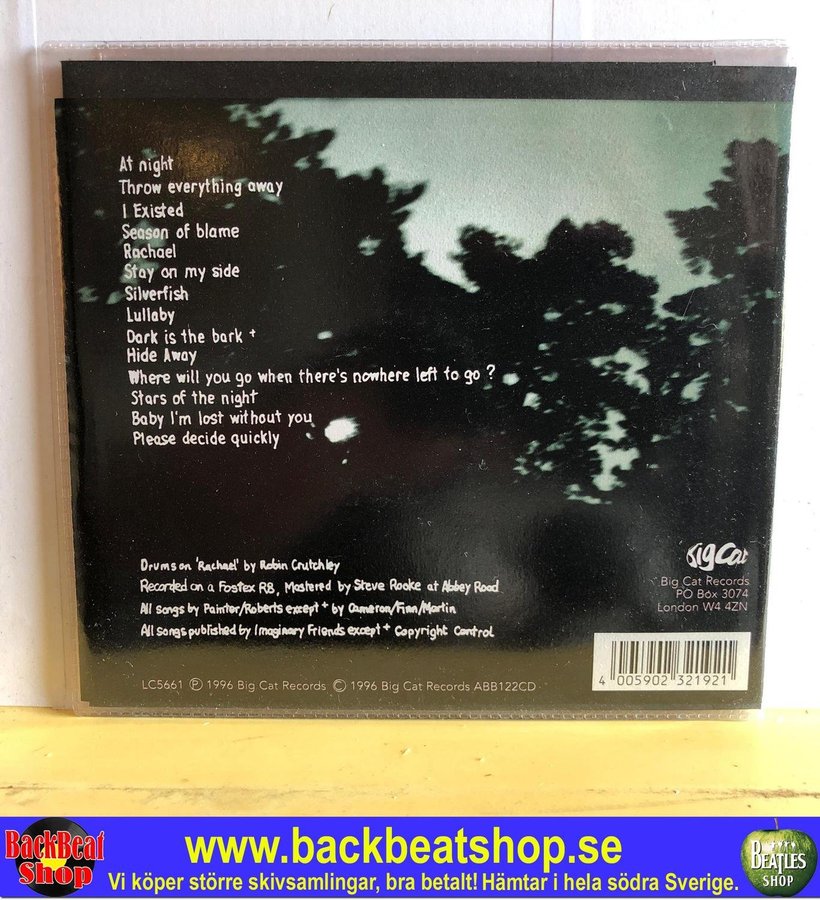 At night
Throw everything away
I Existed
Season of blame
Rachael
Stay on my side
Silverfish
Lullaby
Dark is the bark +
Hide Away
Where will you go when there's nowhere left to go ?
Stars of the night
Baby I'm lost without you
Please decide quickly
Drums on 'Rachael' by Robin Crutchley
Recorded on a Fostex R8, Mastered by Steve Rooke at Abbey Road
All songs by Painter/Roberts except + by Cameron/Finn/Martin
All songs published by Imaginary Friends except + Copyright Control
LC5661 Ⓟ 1996 Big Cat Records © 1996 Big Cat Records ABB122CD
Big Cat
Big Cat Records
PO Box 3074
London W4 4ZN
4 005902 321921
BackBeat
Shop
www.backbeatshop.se
Vi köper större skivsamlingar, bra betalt! Hämtar i hela södra Sverige.
BEATLES
SHOP